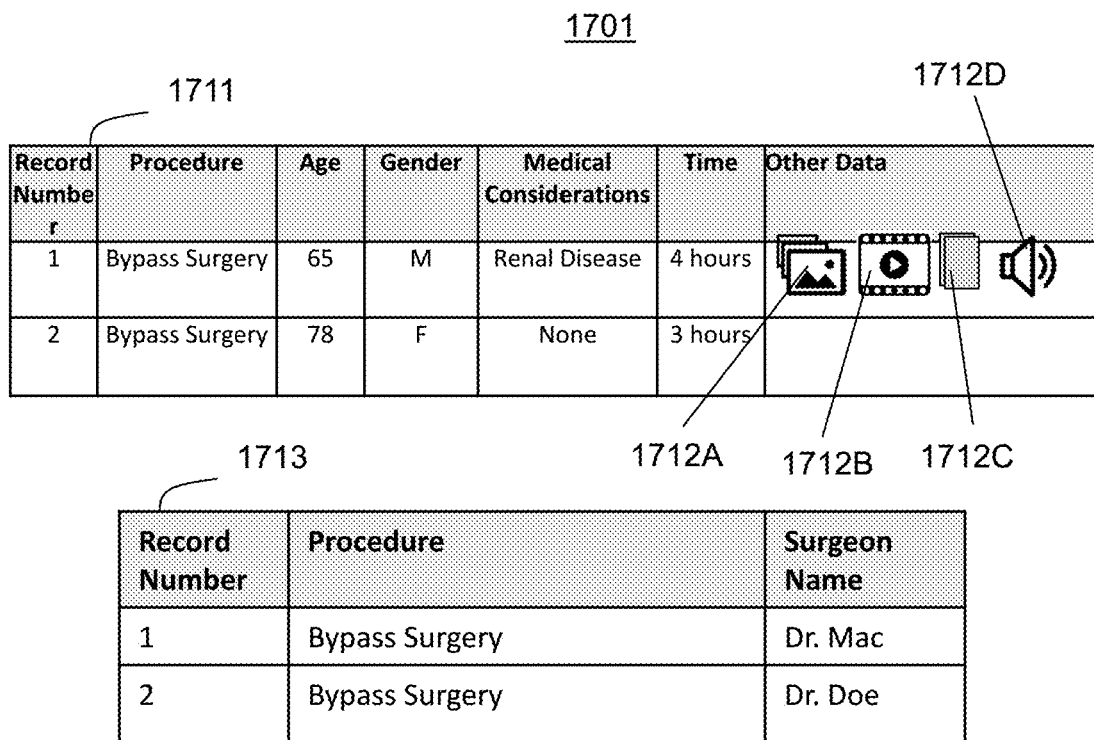 1701
1712D
1711
Record Procedure Age Gender Medical Time Other Data
Numbe Considerations
r
1 Bypass Surgery 65 M Renal Disease 4 hours
2 Bypass Surgery 78 F None 3 hours
1713 1712A 1712B 1712C
Record Procedure Surgeon
Number Name
1 Bypass Surgery Dr. Mac
2 Bypass Surgery Dr. Doe